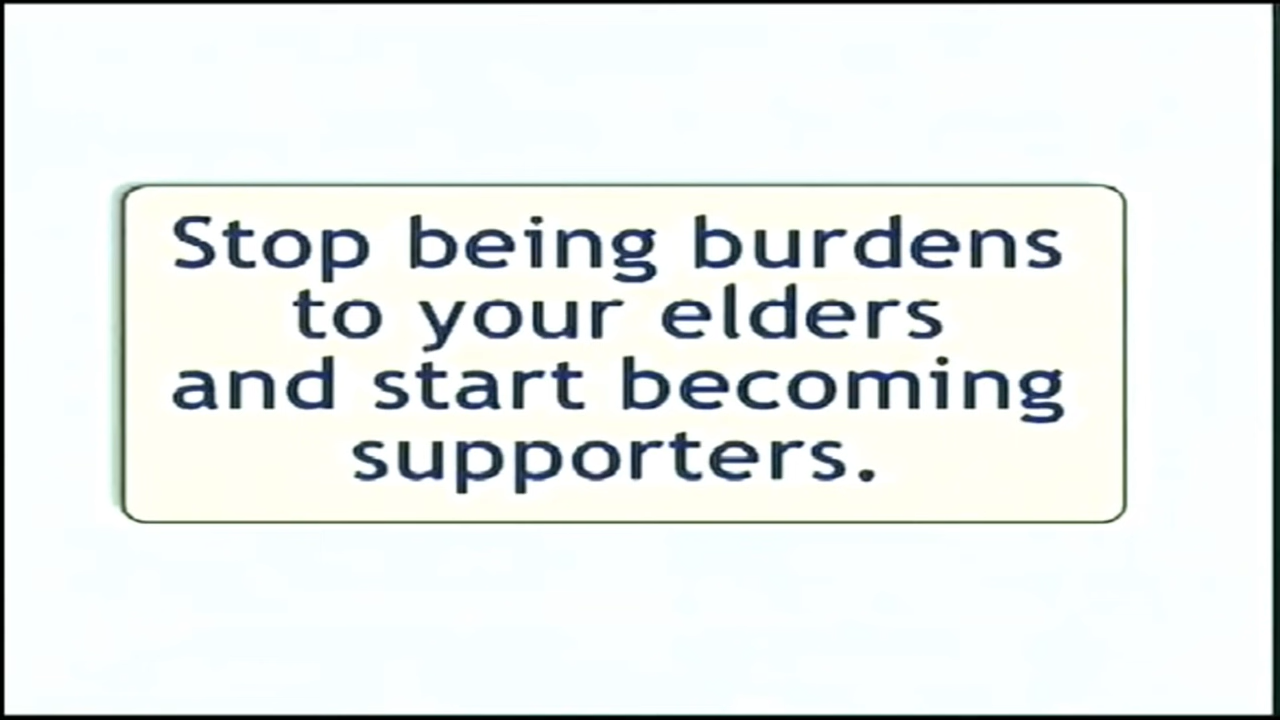 Stop being burdens
to your elders
and start becoming
supporters.